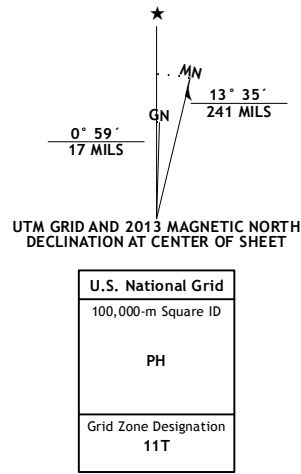 ★
MN
GN
13° 35´
241 MILS
0° 59´
17 MILS
UTM GRID AND 2013 MAGNETIC NORTH
DECLINATION AT CENTER OF SHEET
U.S. National Grid
100,000-m Square ID
PH
Grid Zone Designation
11T